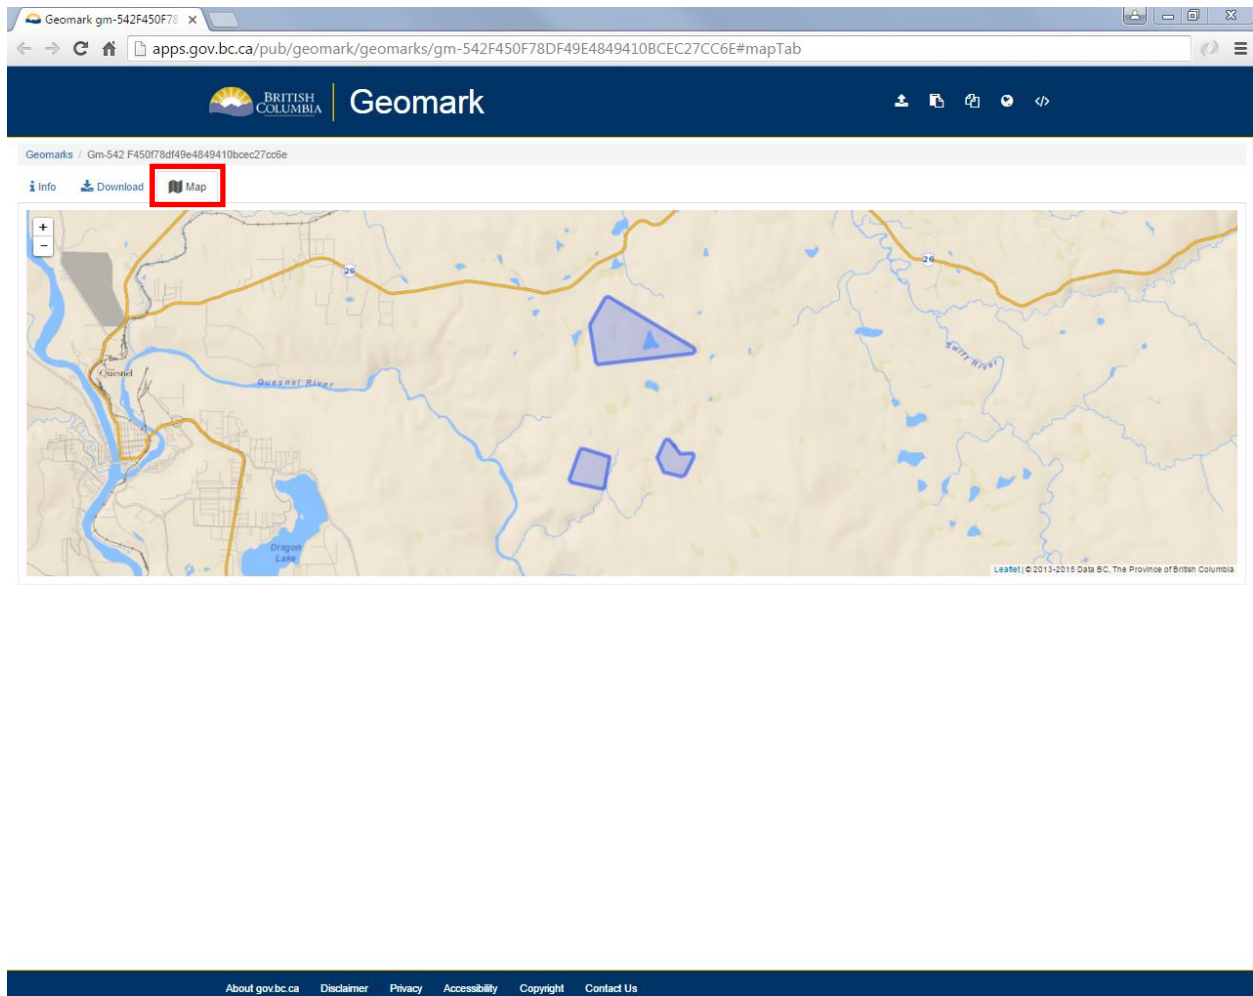 Geomark gm-542F450F78
apps.gov.bc.ca/pub/geomark/geomarks/gm-542F450F78DF49E4849410BCEC27CC6E#mapTab
BRITISH
COLUMBIA
Geomark
Geomarks / Gm-542 F450f78df49e4849410bcec27cc6e
Info Download Map
+
-
26
26
Swift River
Quesnel
Quesnel River
Dragon
Lake
Leaflet | © 2013-2015 Data BC, The Province of British Columbia
About gov.bc.ca Disclaimer Privacy Accessibility Copyright Contact Us